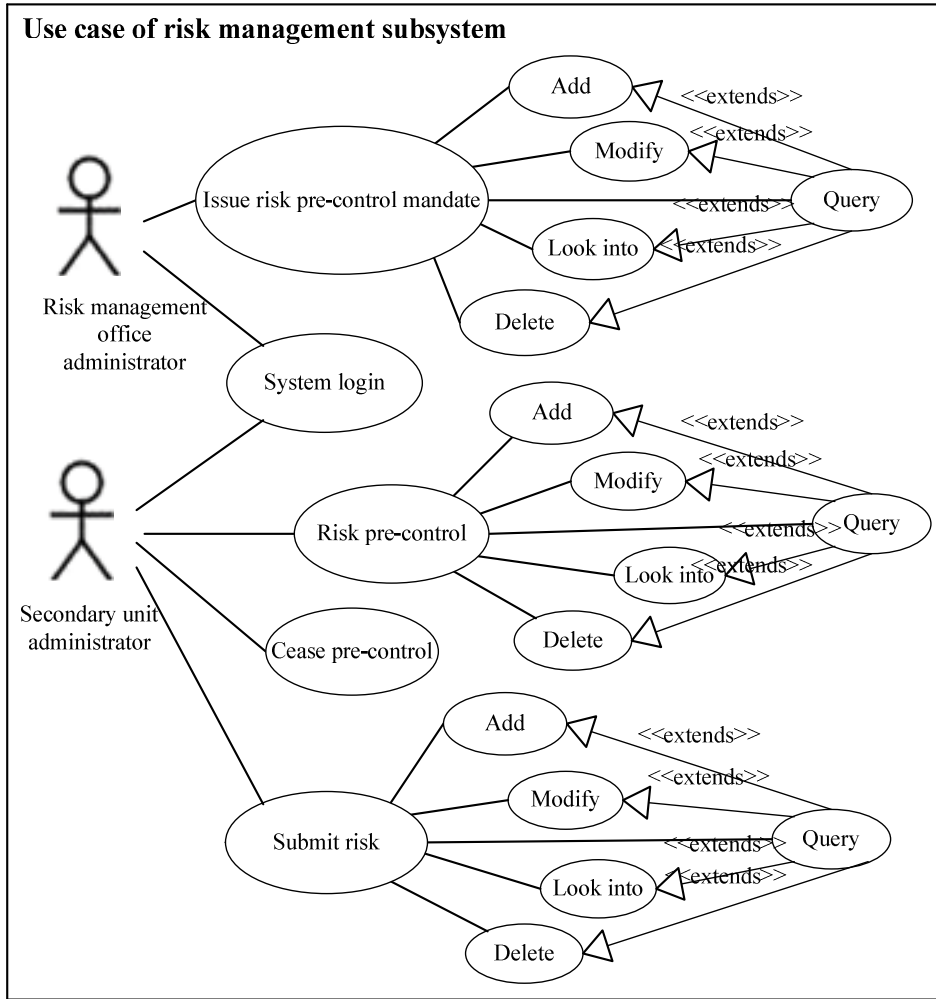 Use case of risk management subsystem
Add
<<extends>>
Modify
<<extends>>
Issue risk pre-control mandate
Query
<<extends>>
Look into
<<extends>>
Delete
Risk management
office
administrator
System login
Add
<<extends>>
Modify
<<extends>>
Risk pre-control
Query
<<extends>>
Look into
<<extends>>
Delete
Secondary unit
administrator
Cease pre-control
Add
<<extends>>
Modify
<<extends>>
Submit risk
Query
<<extends>>
Look into
<<extends>>
Delete